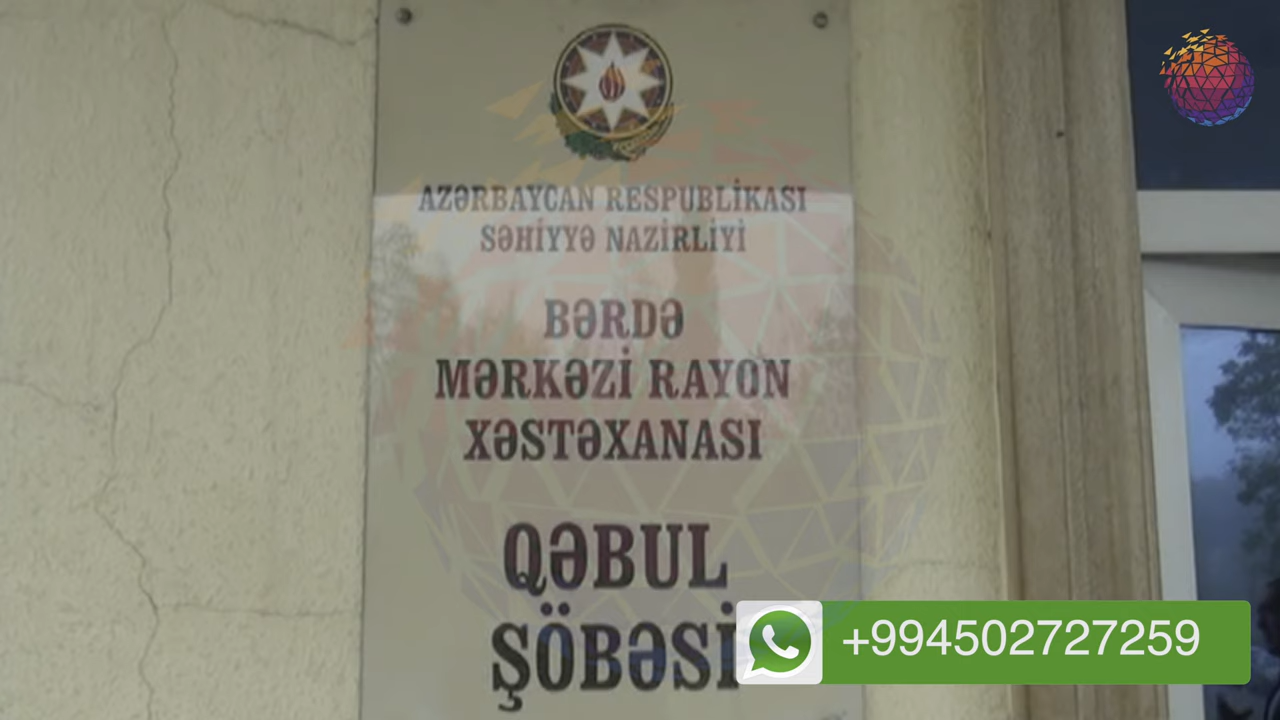 AZƏRBAYCAN RESPUBLİKASI
SƏHİYYƏ NAZİRLİYİ
BƏRDƏ
MƏRKƏZİ RAYON
XƏSTƏXANASI
QƏBUL
ŞÖBƏSİ
+994502727259